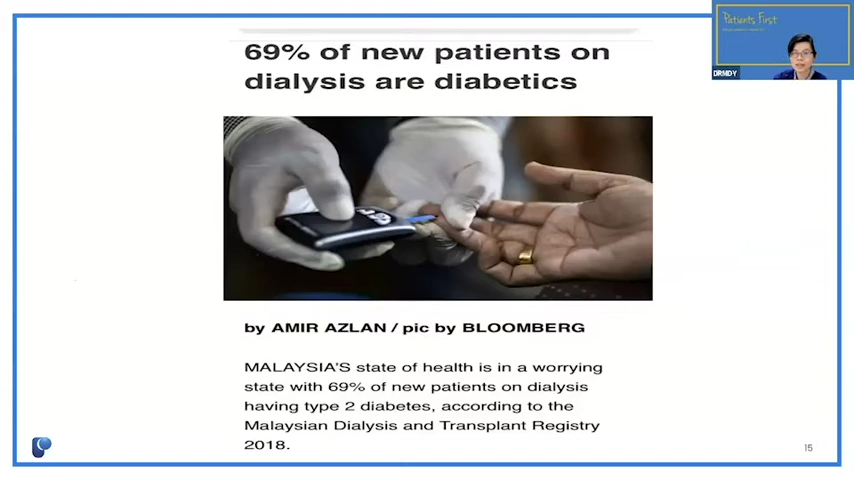 Patients First
DRMDY
69% of new patients on
dialysis are diabetics
by AMIR AZLAN / pic by BLOOMBERG
MALAYSIA'S state of health is in a worrying
state with 69% of new patients on dialysis
having type 2 diabetes, according to the
Malaysian Dialysis and Transplant Registry
2018.
15